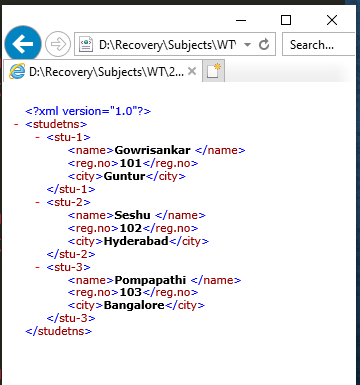 D:\Recovery\Subjects\WT\
Search...
D:\Recovery\Subjects\WT\2...
<?xml version="1.0"?>
- <studetns>
- <stu-1>
<name>Gowrisankar </name>
<reg.no>101</reg.no>
<city>Guntur</city>
</stu-1>
- <stu-2>
<name>Seshu </name>
<reg.no>102</reg.no>
<city>Hyderabad</city>
</stu-2>
- <stu-3>
<name>Pompapathi </name>
<reg.no>103</reg.no>
<city>Bangalore</city>
</stu-3>
</studetns>